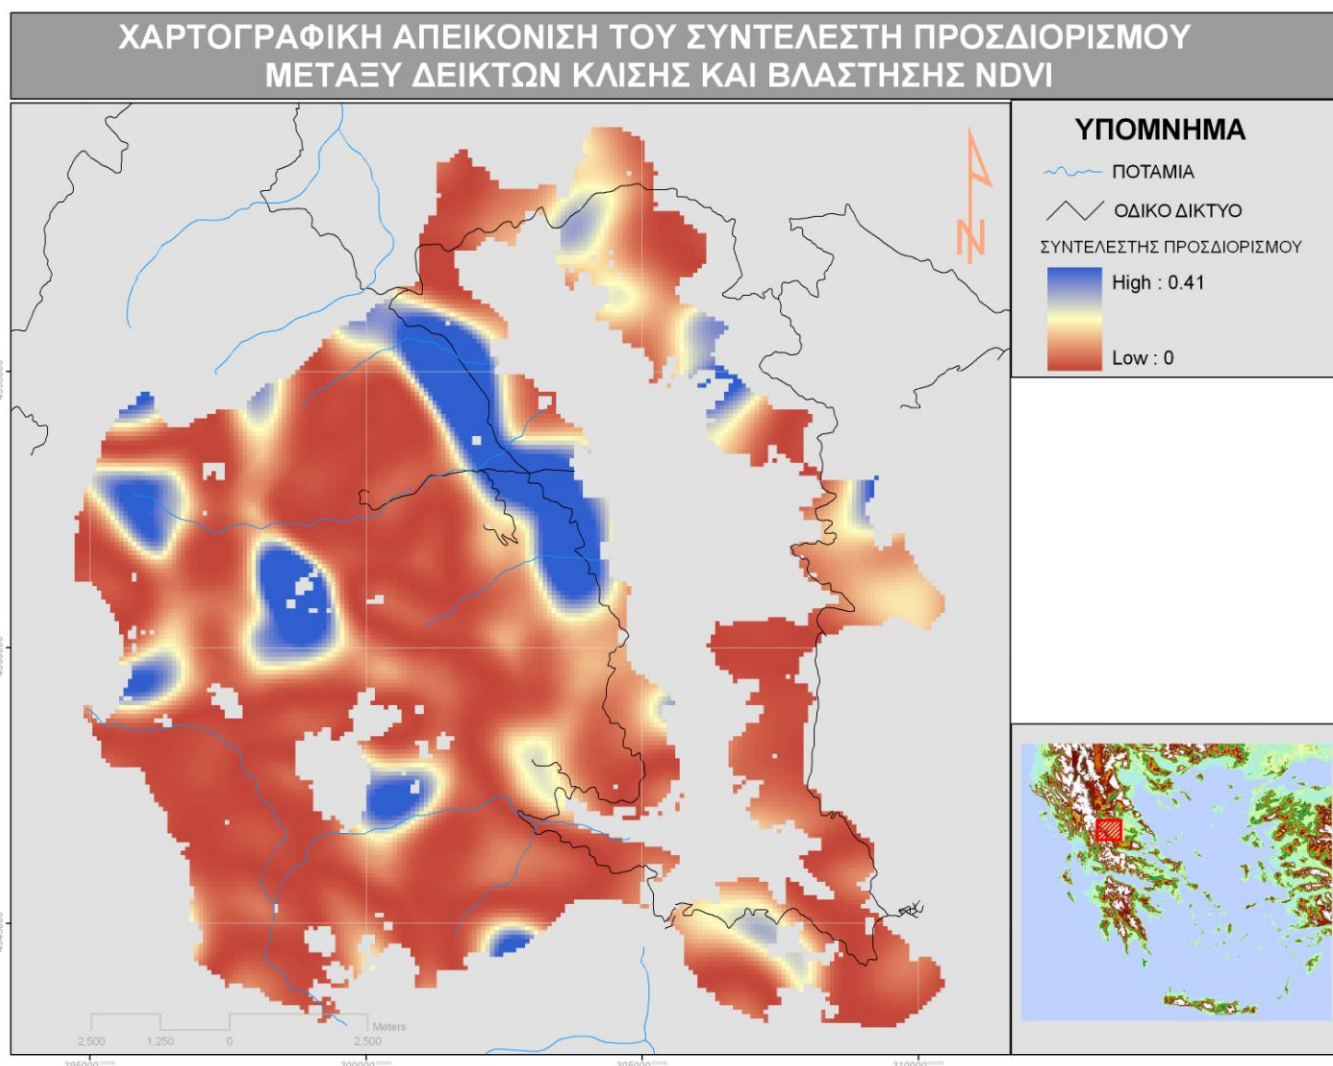 ΧΑΡΤΟΓΡΑΦΙΚΗ ΑΠΕΙΚΟΝΙΣΗ ΤΟΥ ΣΥΝΤΕΛΕΣΤΗ ΠΡΟΣΔΙΟΡΙΣΜΟΥ
ΜΕΤΑΞΥ ΔΕΙΚΤΩΝ ΚΛΙΣΗΣ ΚΑΙ ΒΛΑΣΤΗΣΗΣ NDVI
ΥΠΟΜΝΗΜΑ
ΠΟΤΑΜΙΑ
ΟΔΙΚΟ ΔΙΚΤΥΟ
ΣΥΝΤΕΛΕΣΤΗΣ ΠΡΟΣΔΙΟΡΙΣΜΟΥ
High : 0.41
Low : 0
N
Meters
2,500 1,250 0 2,500